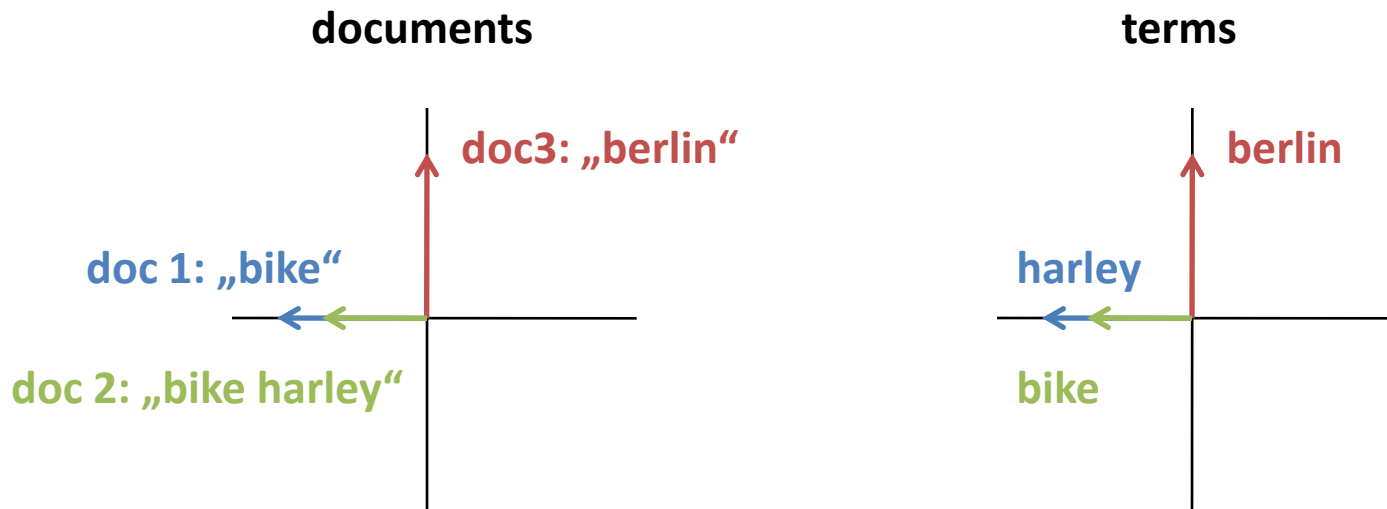 documents
terms
doc3: „berlin“
berlin
doc 1: „bike“
harley
doc 2: „bike harley“
bike